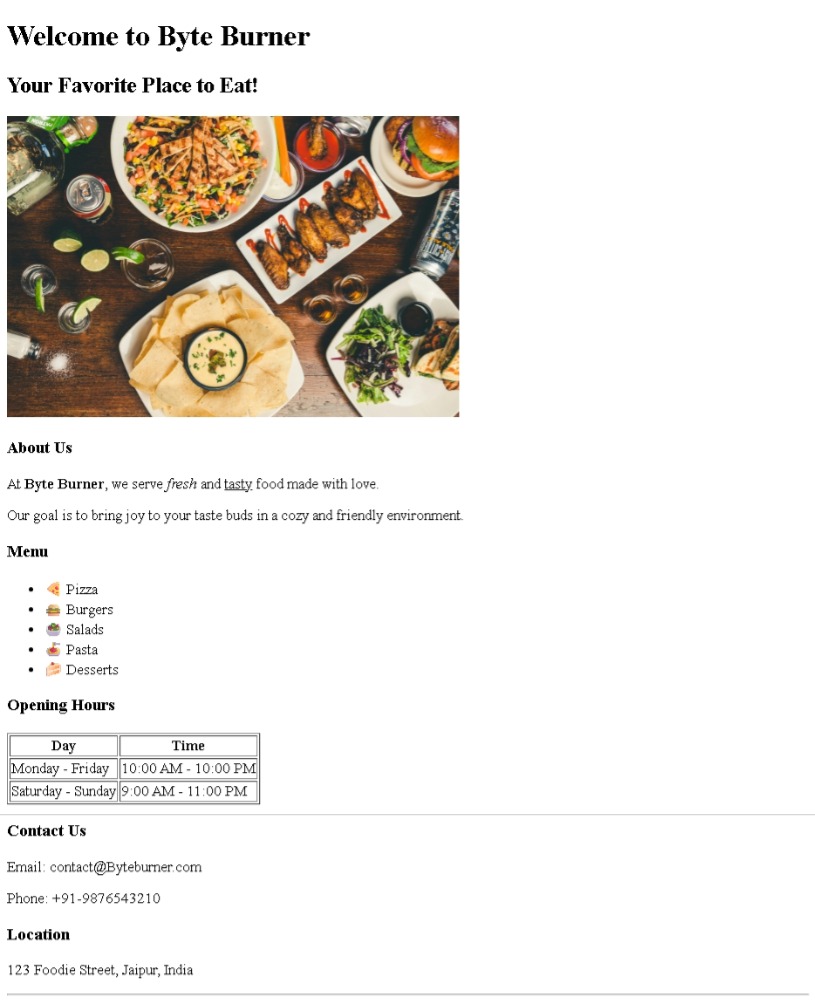 Welcome to Byte Burner
Your Favorite Place to Eat!
About Us
At Byte Burner, we serve fresh and tasty food made with love.
Our goal is to bring joy to your taste buds in a cozy and friendly environment.
Menu
• 🍕 Pizza
• 🍔 Burgers
• 🥗 Salads
• 🍝 Pasta
• 🍰 Desserts
Opening Hours
Day Time
Monday - Friday 10:00 AM - 10:00 PM
Saturday - Sunday 9:00 AM - 11:00 PM
Contact Us
Email: contact@Byteburner.com
Phone: +91-9876543210
Location
123 Foodie Street, Jaipur, India